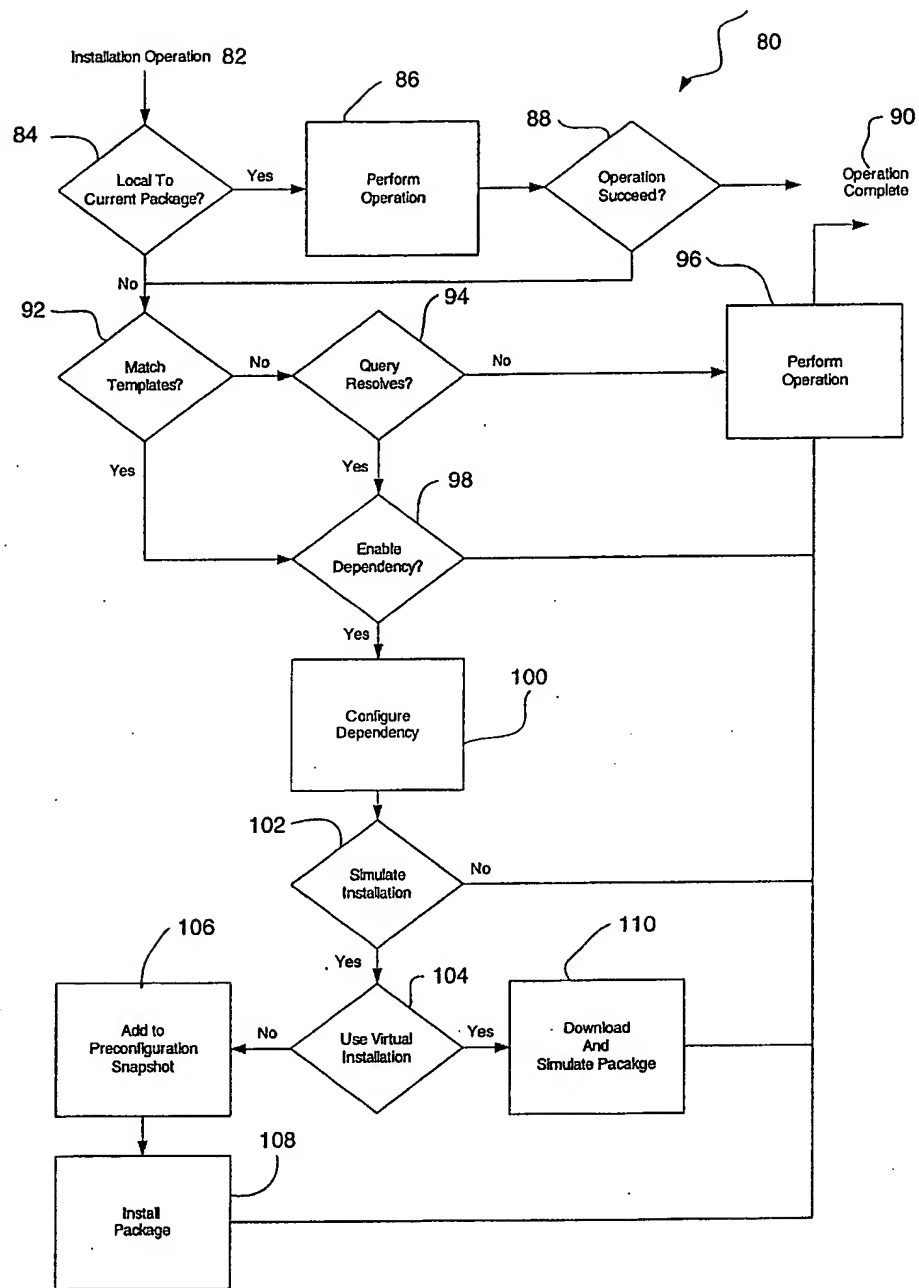 Installation Operation 82
80
86
88
90
84
Local To
Current Package?
Yes
Perform
Operation
Operation
Succeed?
Operation
Complete
No
92
94
96
Match
Templates?
No
Query
Resolves?
No
Perform
Operation
Yes
Yes
98
Enable
Dependency?
Yes
100
Configure
Dependency
102
Simulate
Installation
No
106
Yes
104
110
Add to
Preconfiguration
Snapshot
No
Use Virtual
Installation
Yes
Download
And
Simulate Pacakge
108
Install
Package